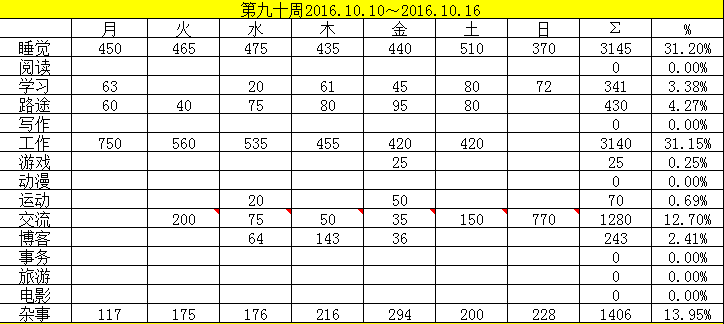 第九十周2016.10.10～2016.10.16
月 火 水 木 金 土 日 Σ %
睡觉 450 465 475 435 440 510 370 3145 31.20%
阅读 0 0.00%
学习 63 20 61 45 80 72 341 3.38%
路途 60 40 75 80 95 80 430 4.27%
写作 0 0.00%
工作 750 560 535 455 420 420 3140 31.15%
游戏 25 25 0.25%
动漫 0 0.00%
运动 20 50 70 0.69%
交流 200 75 50 35 150 770 1280 12.70%
博客 64 143 36 243 2.41%
事务 0 0.00%
旅游 0 0.00%
电影 0 0.00%
杂事 117 175 176 216 294 200 228 1406 13.95%